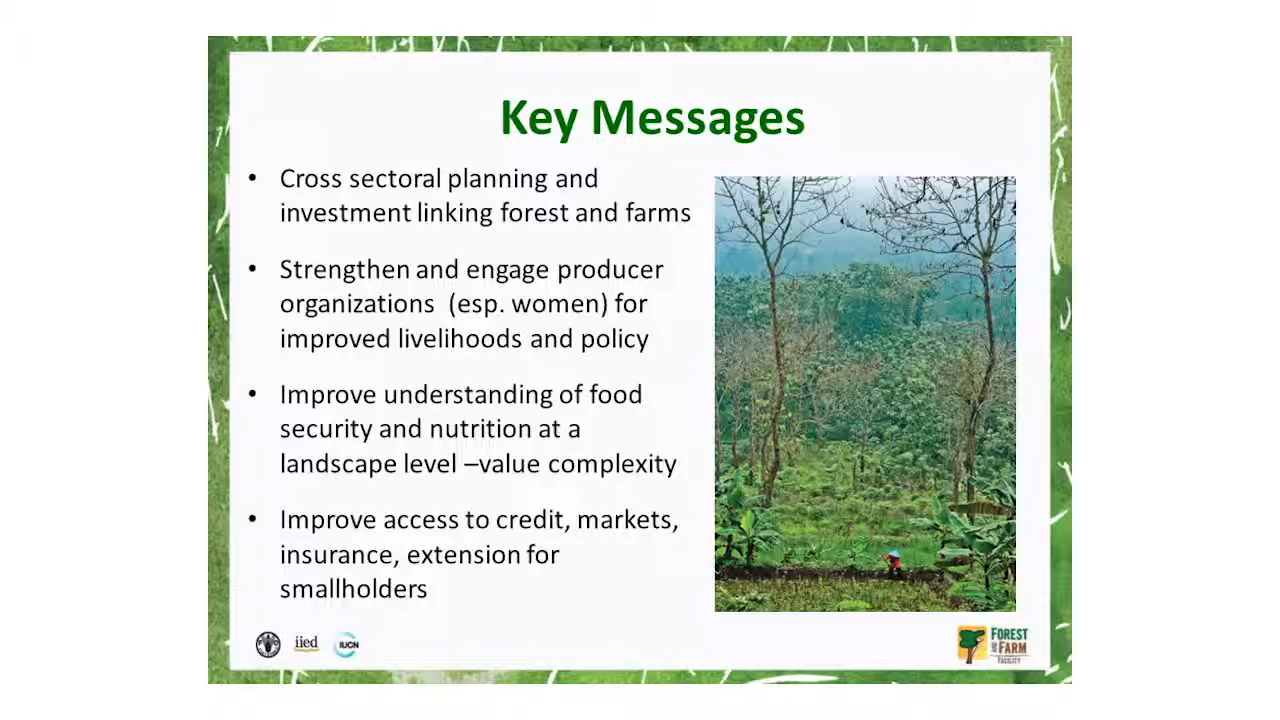 Key Messages
• Cross sectoral planning and
investment linking forest and farms
• Strengthen and engage producer
organizations (esp. women) for
improved livelihoods and policy
• Improve understanding of food
security and nutrition at a
landscape level –value complexity
• Improve access to credit, markets,
insurance, extension for
smallholders
iied
IUCN
FOREST
AND FARM
FACILITY